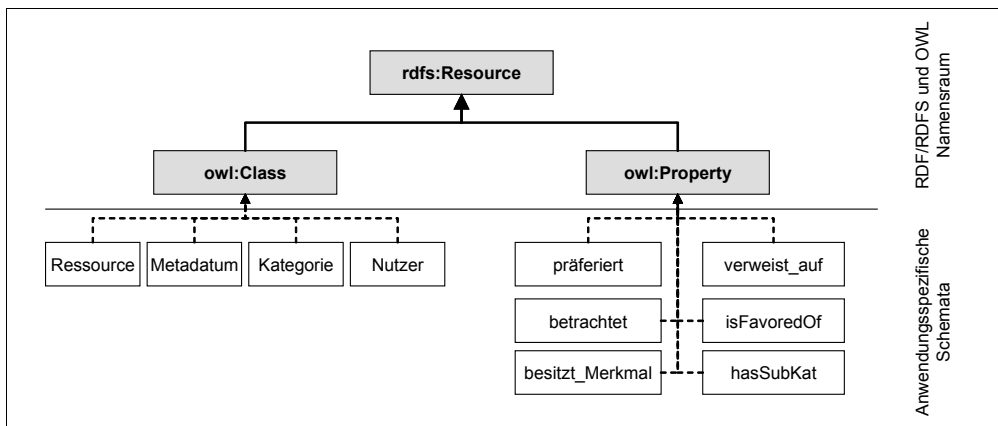 rdfs:Resource
owl:Class
owl:Property
RDF/RDFS und OWL
Namensraum
Ressource
Metadatum
Kategorie
Nutzer
präferiert
verweist_auf
betrachtet
isFavoredOf
besitzt_Merkmal
hasSubKat
Anwendungsspezifische
Schemata